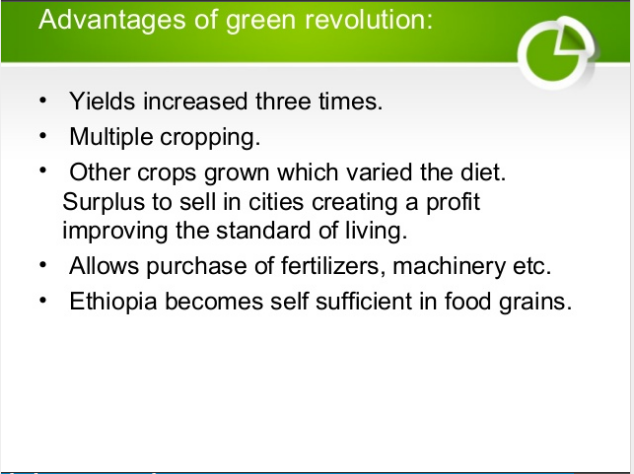 Advantages of green revolution:
• Yields increased three times.
• Multiple cropping.
• Other crops grown which varied the diet.
Surplus to sell in cities creating a profit
improving the standard of living.
• Allows purchase of fertilizers, machinery etc.
• Ethiopia becomes self sufficient in food grains.